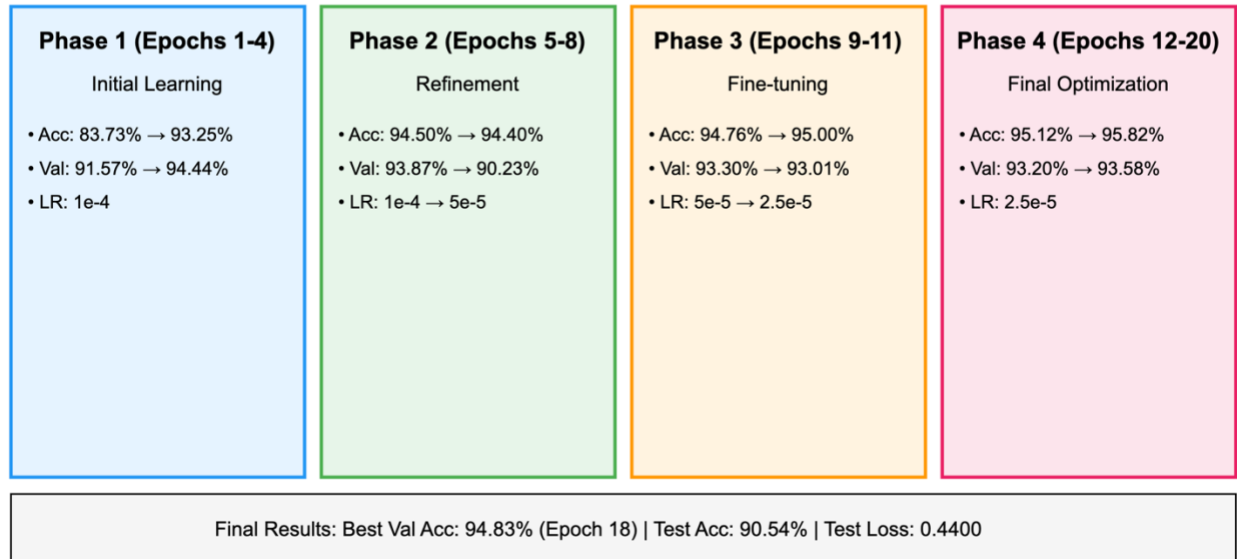 Phase 1 (Epochs 1-4)
Initial Learning
• Acc: 83.73% → 93.25%
• Val: 91.57% → 94.44%
• LR: 1e-4
Phase 2 (Epochs 5-8)
Refinement
• Acc: 94.50% → 94.40%
• Val: 93.87% → 90.23%
• LR: 1e-4 → 5e-5
Phase 3 (Epochs 9-11)
Fine-tuning
• Acc: 94.76% → 95.00%
• Val: 93.30% → 93.01%
• LR: 5e-5 → 2.5e-5
Phase 4 (Epochs 12-20)
Final Optimization
• Acc: 95.12% → 95.82%
• Val: 93.20% → 93.58%
• LR: 2.5e-5
Final Results: Best Val Acc: 94.83% (Epoch 18) | Test Acc: 90.54% | Test Loss: 0.4400